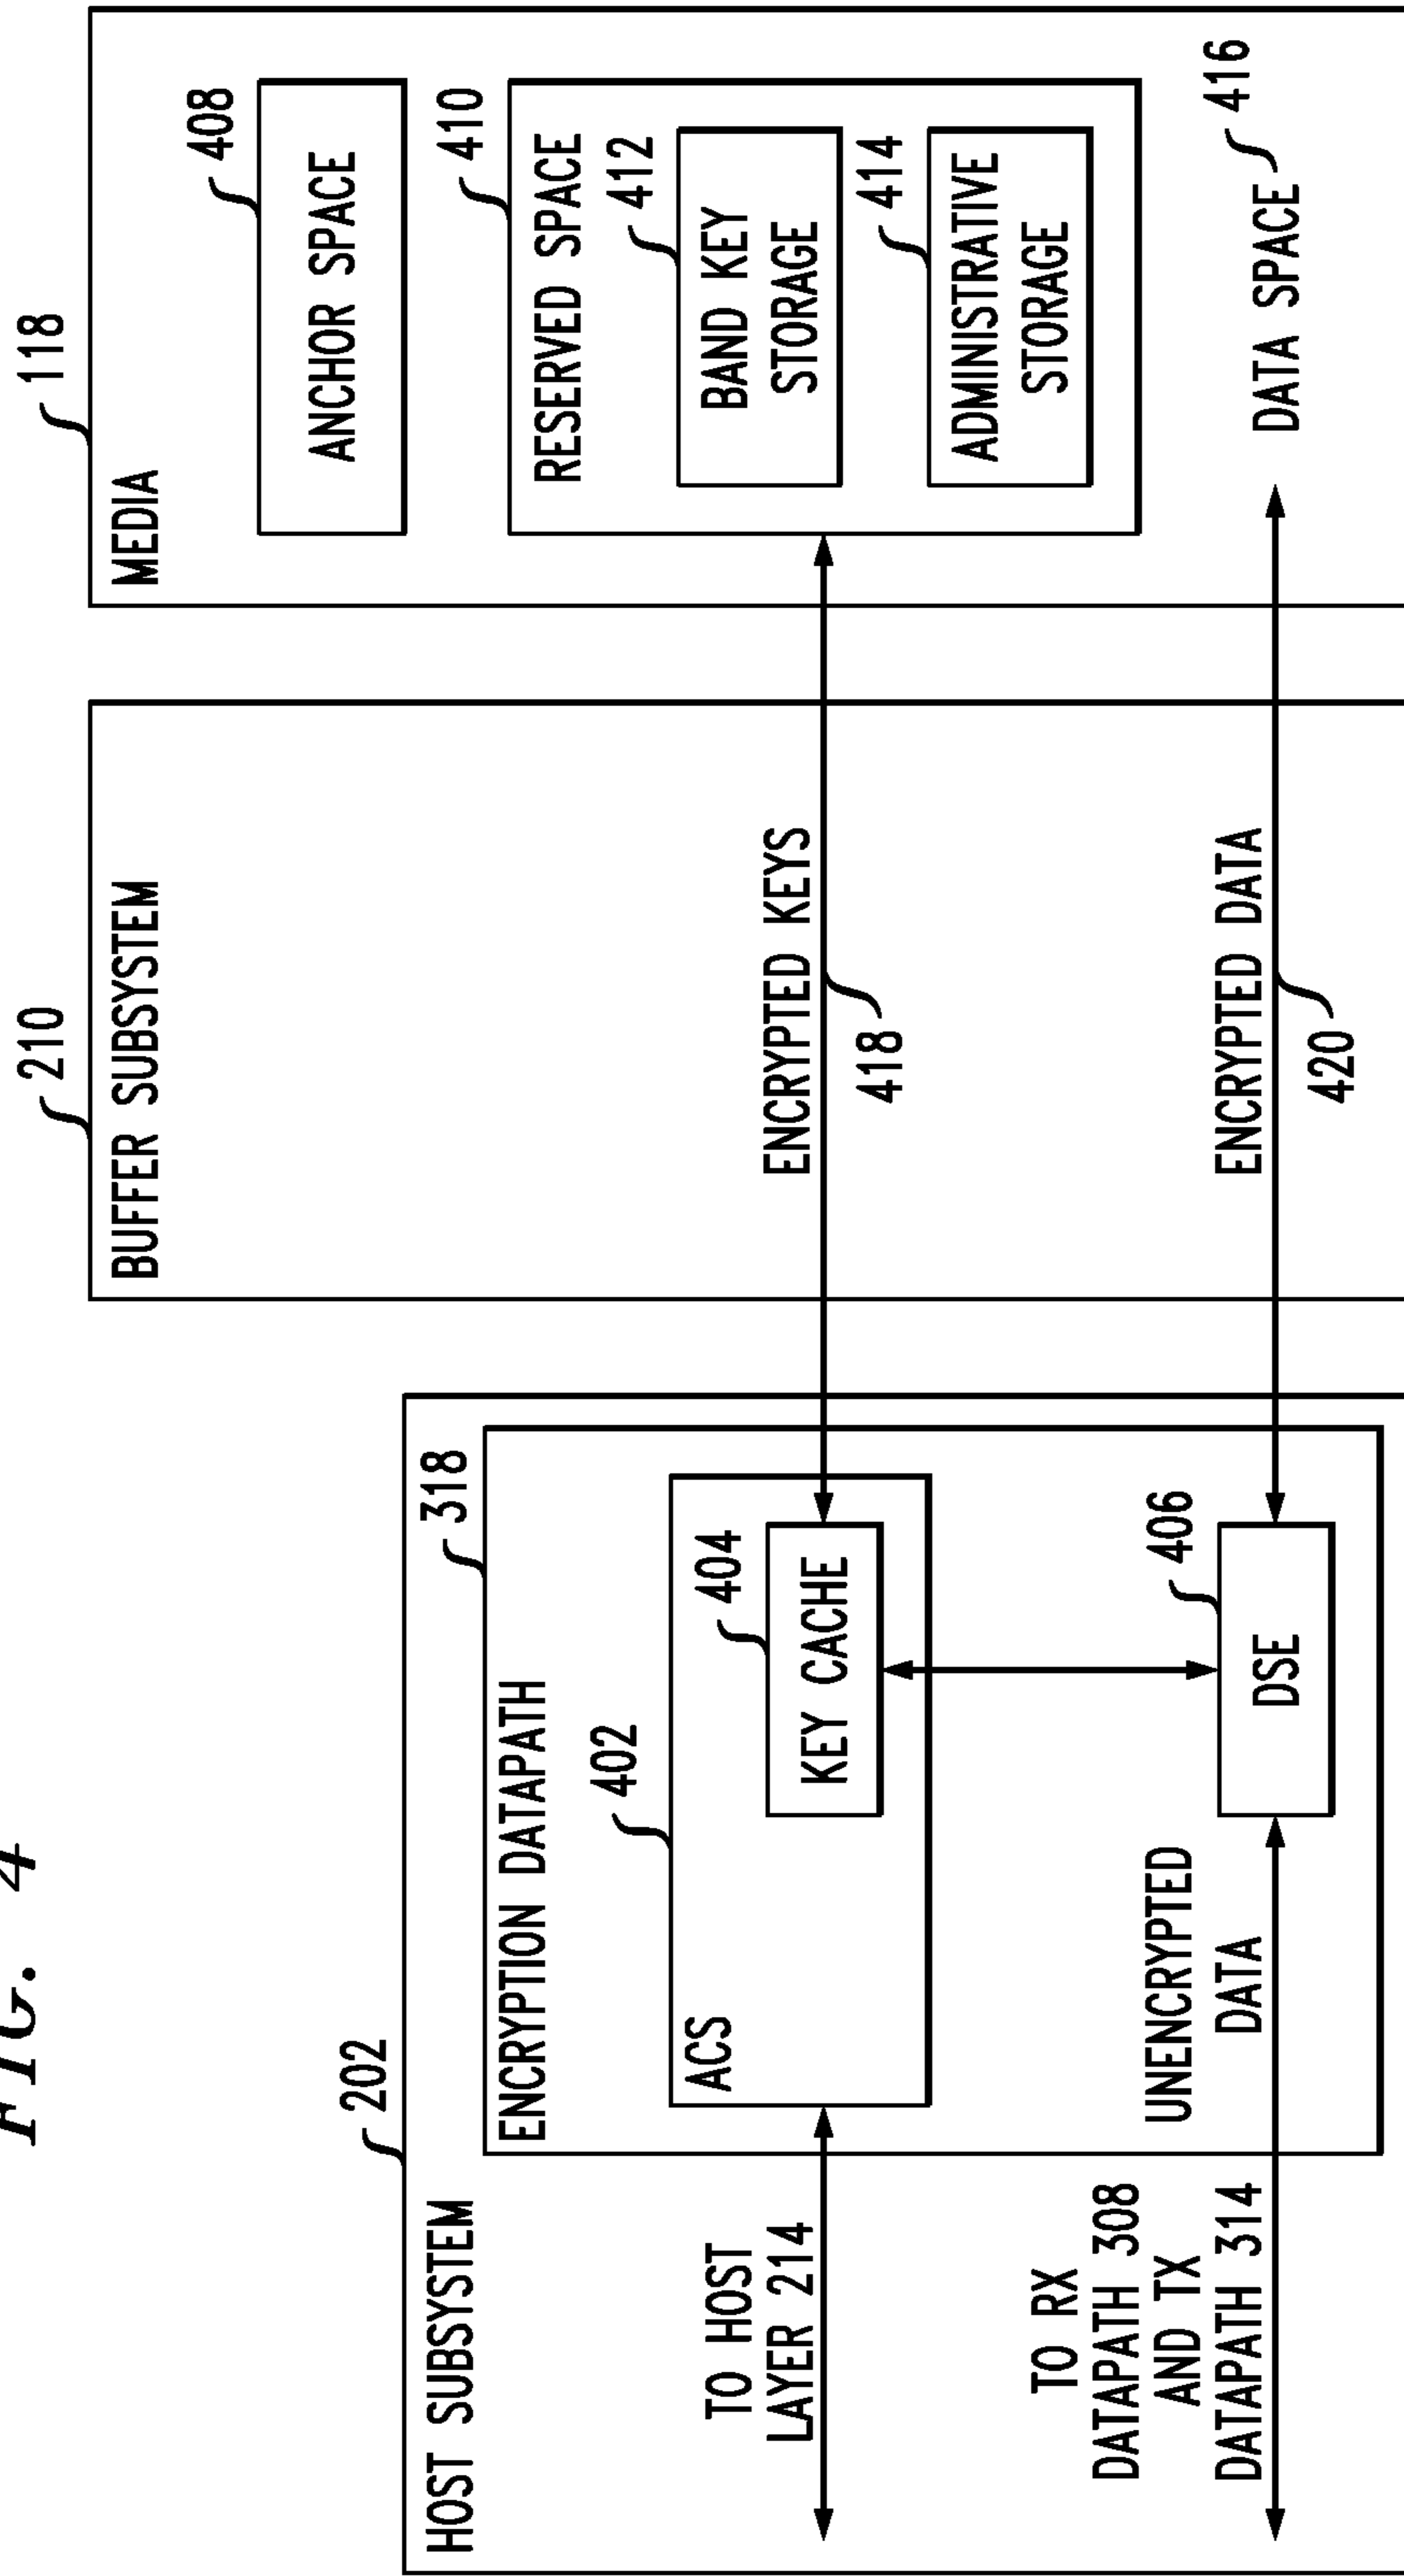 FIG. 4
HOST SUBSYSTEM
202
ENCRYPTION DATAPATH
318
ACS
402
KEY CACHE
404
TO HOST
LAYER 214
UNENCRYPTED
DATA
DSE
406
TO RX
DATAPATH 308
AND TX
DATAPATH 314
BUFFER SUBSYSTEM
210
ENCRYPTED KEYS
418
ENCRYPTED DATA
420
MEDIA
118
ANCHOR SPACE
408
RESERVED SPACE
410
BAND KEY
STORAGE
412
ADMINISTRATIVE
STORAGE
414
DATA SPACE
416